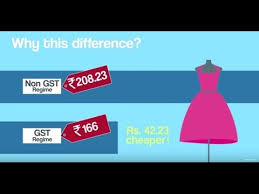 Why this difference?
Non GST
Regime
₹208.23
GST
Regime
₹166
Rs. 42.23
cheaper!